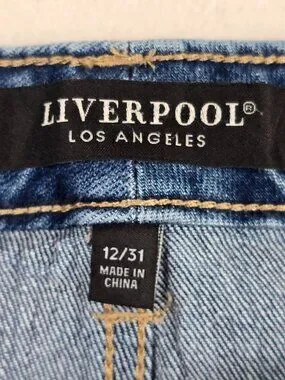 LIVERPOOL®
LOS ANGELES
12/31
MADE IN
CHINA